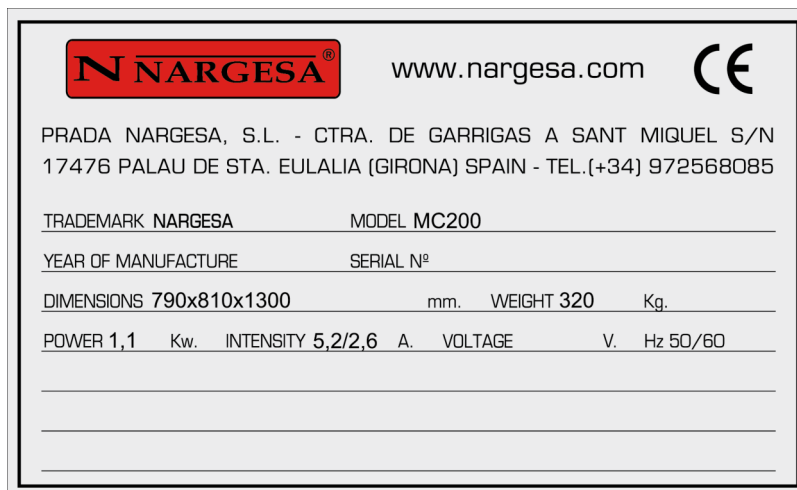 N NARGESA® www.nargesa.com CE
PRADA NARGESA, S.L. - CTRA. DE GARRIGAS A SANT MIQUEL S/N
17476 PALAU DE STA. EULALIA (GIRONA) SPAIN - TEL.(+34) 972568085
TRADEMARK NARGESA MODEL MC200
YEAR OF MANUFACTURE SERIAL Nº
DIMENSIONS 790x810x1300 mm. WEIGHT 320 Kg.
POWER 1,1 Kw. INTENSITY 5,2/2,6 A. VOLTAGE V. Hz 50/60